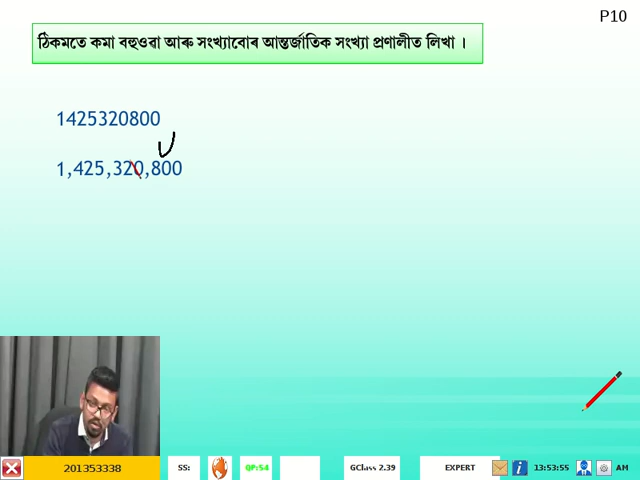 P10
ঠিকমতে কমা বহুওৱা আৰু সংখ্যাবোৰ আন্তৰ্জাতিক সংখ্যা প্ৰণালীত লিখা ।
1425320800
1,425,320,800
201353338 SS: QP:54 GClass 2.39 EXPERT 13:53:55 AM